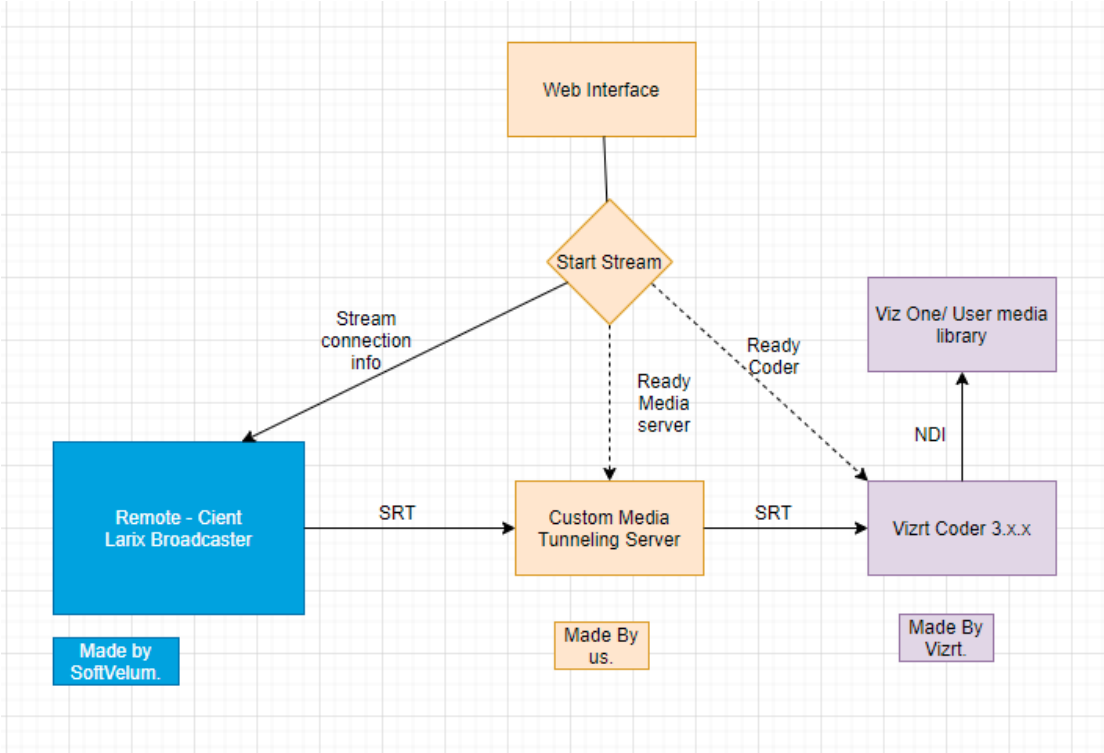 Web Interface
Start Stream
Stream
connection
info
Ready
Media
server
Ready
Coder
Viz One/ User media
library
NDI
Remote - Cient
Larix Broadcaster
SRT
Custom Media
Tunneling Server
SRT
Vizrt Coder 3.x.x
Made by
SoftVelum.
Made By
us.
Made By
Vizrt.